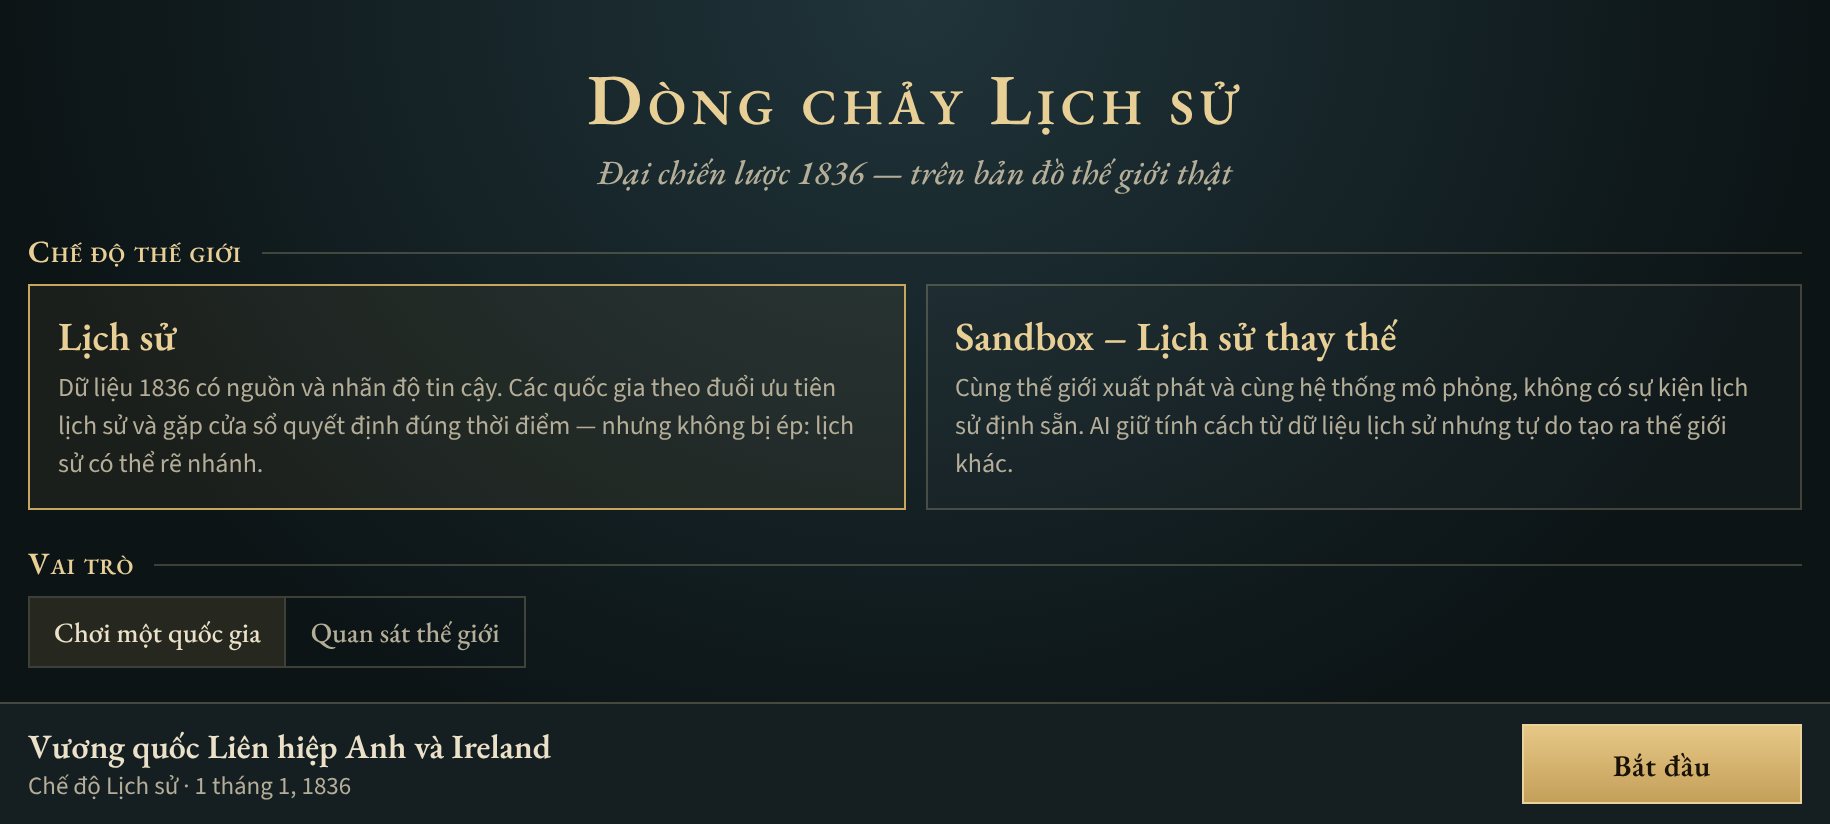 Dòng chảy Lịch sử
Đại chiến lược 1836 — trên bản đồ thế giới thật
Chế độ thế giới
Lịch sử
Dữ liệu 1836 có nguồn và nhãn độ tin cậy. Các quốc gia theo đuổi ưu tiên
lịch sử và gặp cửa sổ quyết định đúng thời điểm — nhưng không bị ép: lịch
sử có thể rẽ nhánh.
Sandbox – Lịch sử thay thế
Cùng thế giới xuất phát và cùng hệ thống mô phỏng, không có sự kiện lịch
sử định sẵn. AI giữ tính cách từ dữ liệu lịch sử nhưng tự do tạo ra thế giới
khác.
Vai trò
Chơi một quốc gia
Quan sát thế giới
Vương quốc Liên hiệp Anh và Ireland
Chế độ Lịch sử · 1 tháng 1, 1836
Bắt đầu